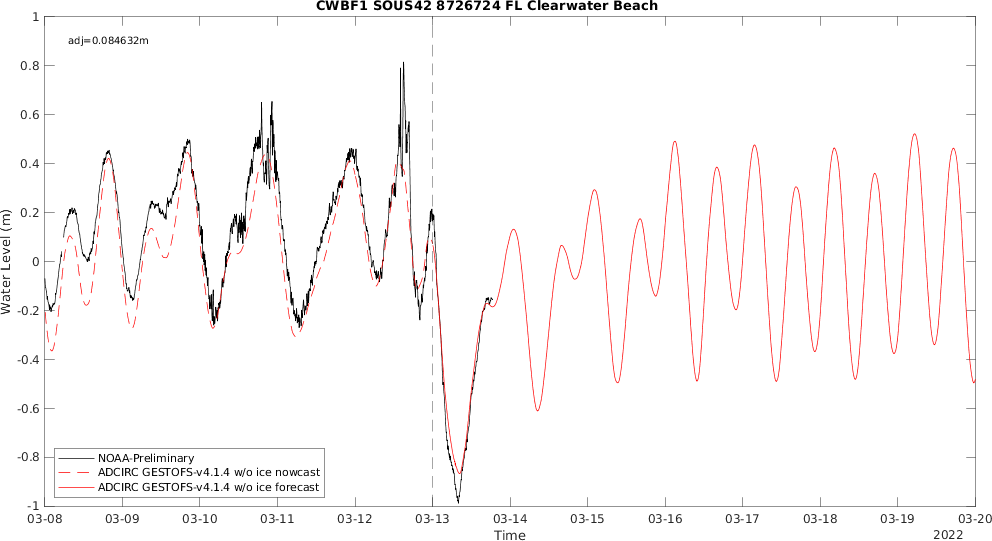 CWBF1 SOUS42 8726724 FL Clearwater Beach
adj=0.084632m
1
0.8
0.6
0.4
0.2
0
-0.2
-0.4
-0.6
-0.8
-1
Water Level (m)
NOAA-Preliminary
ADCIRC GESTOFS-v4.1.4 w/o ice nowcast
ADCIRC GESTOFS-v4.1.4 w/o ice forecast
03-08 03-09 03-10 03-11 03-12 03-13 03-14 03-15 03-16 03-17 03-18 03-19 03-20
Time
2022